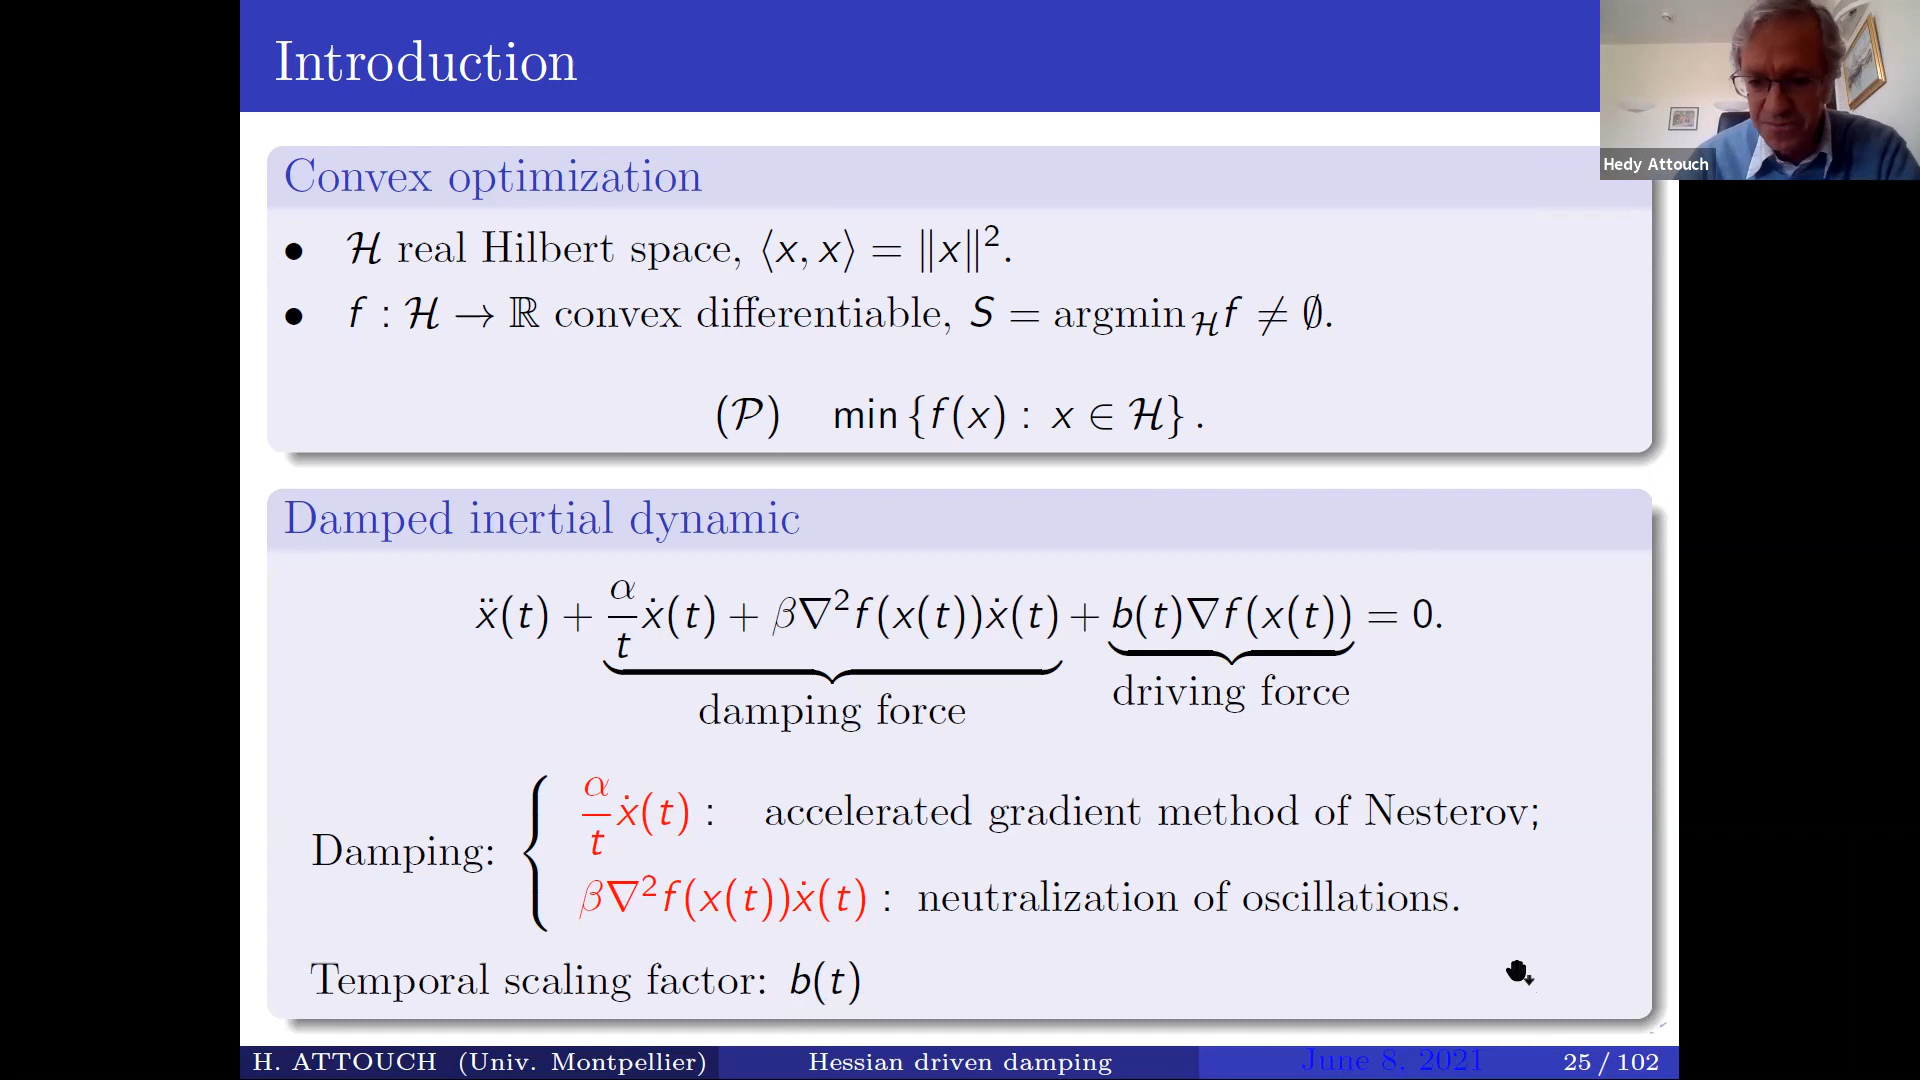 Introduction
Hedy Attouch
Convex optimization
• ℋ real Hilbert space, ⟨x, x⟩ = ‖x‖².
• f : ℋ → ℝ convex differentiable, S = argmin_ℋ f ≠ ∅.
(𝒫) min {f(x) : x ∈ ℋ} .
Damped inertial dynamic
ẍ(t) + α/t ẋ(t) + β∇²f(x(t))ẋ(t) + b(t)∇f(x(t)) = 0.
damping force driving force
Damping: { α/t ẋ(t) : accelerated gradient method of Nesterov;
β∇²f(x(t))ẋ(t) : neutralization of oscillations.
Temporal scaling factor: b(t)
H. ATTOUCH (Univ. Montpellier) Hessian driven damping June 8, 2021 25 / 102